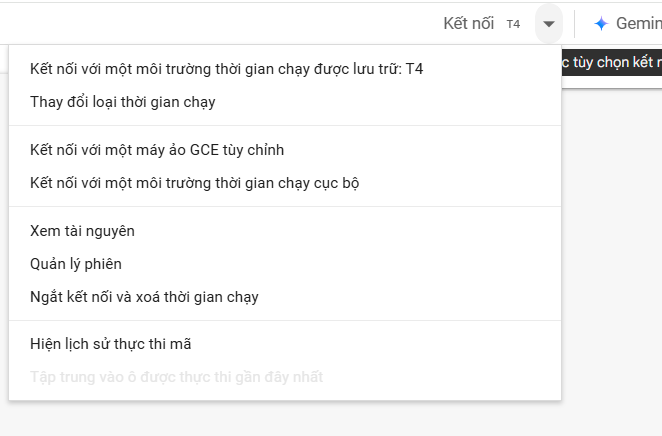 Kết nối T4 Gemin
Kết nối với một môi trường thời gian chạy được lưu trữ: T4
c tùy chọn kết n
Thay đổi loại thời gian chạy
Kết nối với một máy ảo GCE tùy chỉnh
Kết nối với một môi trường thời gian chạy cục bộ
Xem tài nguyên
Quản lý phiên
Ngắt kết nối và xoá thời gian chạy
Hiện lịch sử thực thi mã
Tập trung vào ô được thực thi gần đây nhất